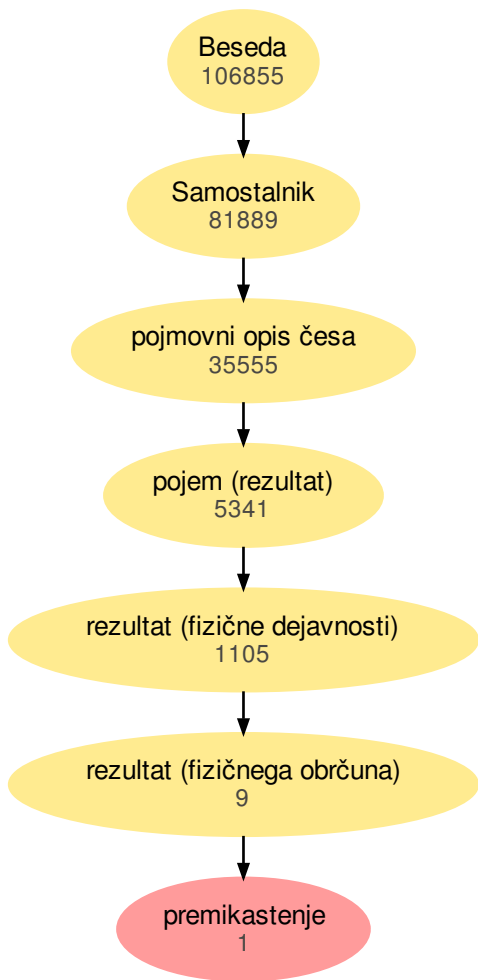 Beseda
106855
Samostalnik
81889
pojmovni opis česa
35555
pojem (rezultat)
5341
rezultat (fizične dejavnosti)
1105
rezultat (fizičnega obrčuna)
9
premikastenje
1